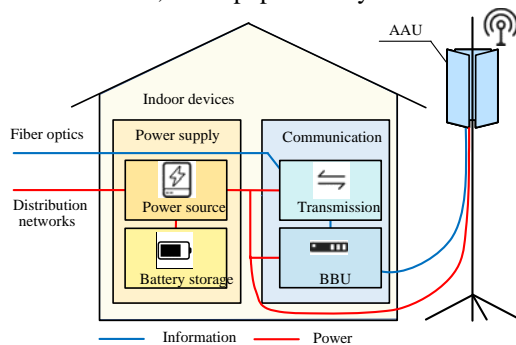 AAU
Indoor devices
Fiber optics
Power supply
Communication
Distribution
networks
Power source
Transmission
Battery storage
BBU
Information
Power